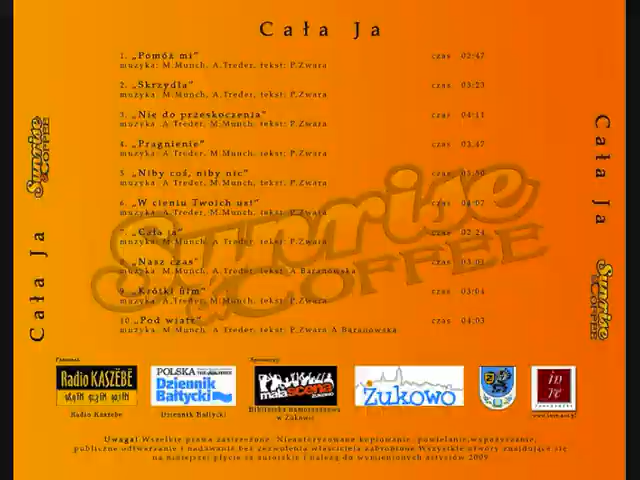 Cała Ja
1. „Pomóż mi" czas 02:47
muzyka: M.Munch, A.Treder, tekst: P.Zwara
2. „Skrzydła" czas 03:23
muzyka: M.Munch, A.Treder, tekst: P.Zwara
3. „Nie do przeskoczenia" czas 04:11
muzyka: A.Treder, M.Munch, tekst: P.Zwara
4. „Pragnienie" czas 03:47
muzyka: A.Treder, M.Munch, tekst: P.Zwara
5. „Niby coś, niby nic" czas
muzyka: A.Treder, M.Munch, tekst: P.Zwara
6. „W cieniu Twoich ust" czas 04:07
muzyka: M.Munch, A.Treder, tekst: P.Zwara
7. „Cała ja" czas 02:24
muzyka: M.Munch, A.Treder, tekst: P.Zwara
8. „Nasz czas" czas
muzyka: M.Munch, A.Treder, tekst: A Baranowska
9. „Krótki film" czas 03:04
muzyka: A.Treder, M.Munch, tekst: P.Zwara
10. „Pod wiatr" czas 04:03
muzyka: M.Munch, A.Treder, tekst: P.Zwara A Baranowska
Sunrise COFFEE
Cała Ja
Sunrise COFFEE
Cała Ja
Sunrise COFFEE
Sponsorzy:
Radio KASZËBË
Radio Kaszebe
POLSKA
Dziennik Bałtycki
Dziennik Bałtycki
małascena
ŻUKOWO
Biblioteka samorządowa
w Żukowie
Żukowo
Uwaga! Wszelkie prawa zastrzeżone. Nieautoryzowane kopiowanie, powielanie,wypożyczanie,
publiczne odtwarzanie i nadawanie bez zezwolenia właściciela zabronione. Wszystkie utwory znajdujące się
na niniejszej płycie są autorskie i należą do wymienionych artystów 2009